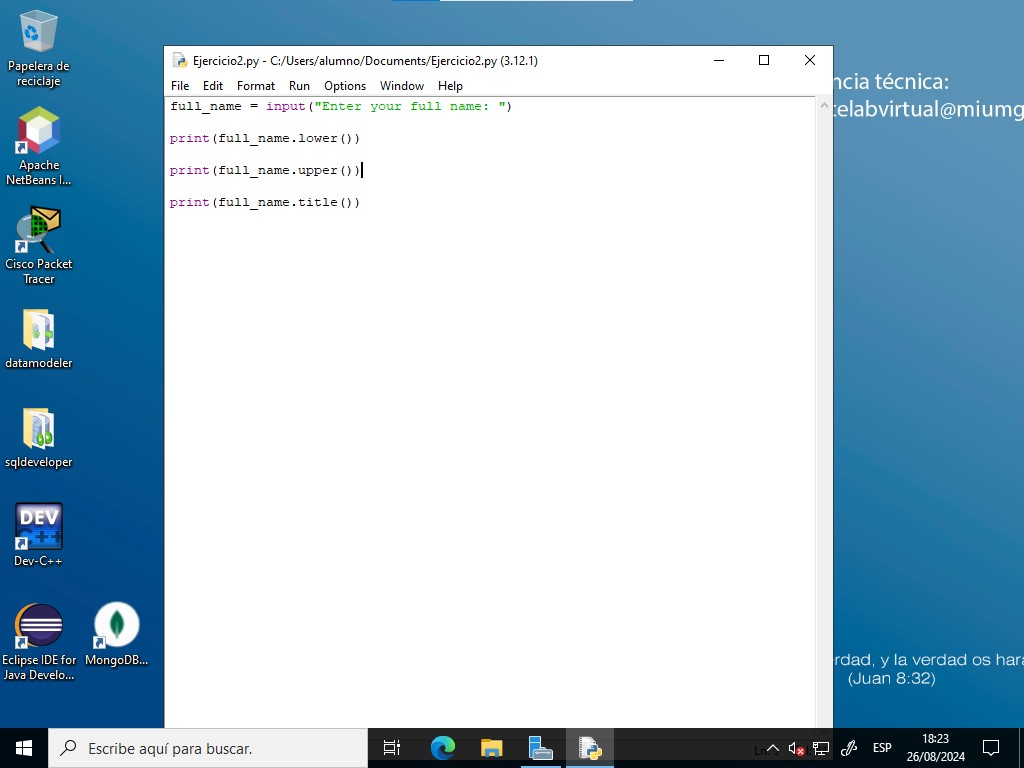 Papelera de
reciclaje
Apache
NetBeans I...
Cisco Packet
Tracer
datamodeler
sqldeveloper
DEV
C++
Dev-C++
Eclipse IDE for
Java Develo...
MongoDB...
Ejercicio2.py - C:/Users/alumno/Documents/Ejercicio2.py (3.12.1)
File Edit Format Run Options Window Help
full_name = input("Enter your full name: ")
print(full_name.lower())
print(full_name.upper())
print(full_name.title())
ncia técnica:
telabvirtual@miumg
rdad, y la verdad os hará
(Juan 8:32)
Escribe aquí para buscar.
ESP
18:23
26/08/2024